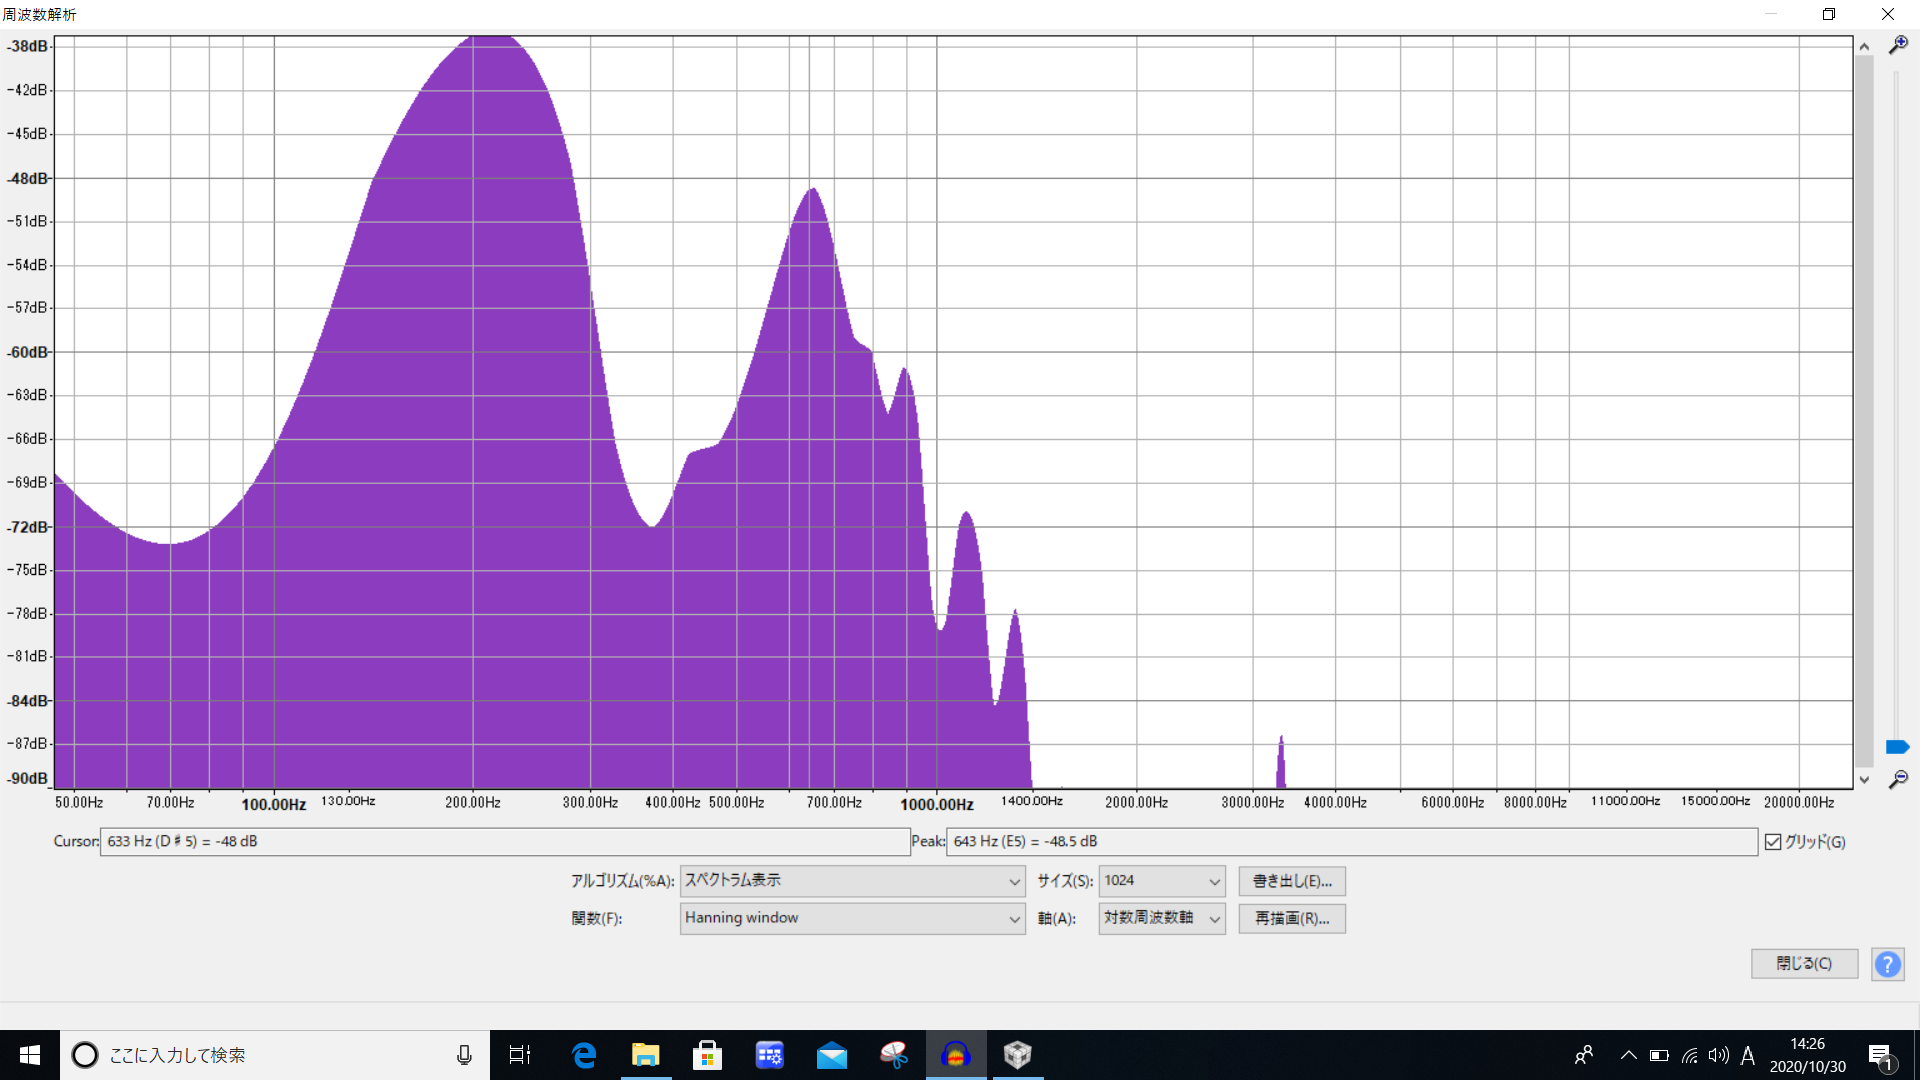 周波数解析
-38dB
-42dB
-45dB
-48dB
-51dB
-54dB
-57dB
-60dB
-63dB
-66dB
-69dB
-72dB
-75dB
-78dB
-81dB
-84dB
-87dB
-90dB
50.00Hz 70.00Hz 100.00Hz 130.00Hz 200.00Hz 300.00Hz 400.00Hz 500.00Hz 700.00Hz 1000.00Hz 1400.00Hz 2000.00Hz 3000.00Hz 4000.00Hz 6000.00Hz 8000.00Hz 11000.00Hz 15000.00Hz 20000.00Hz
Cursor: 633 Hz (D♯5) = -48 dB Peak: 643 Hz (E5) = -48.5 dB グリッド(G)
アルゴリズム(%A): スペクトラム表示 サイズ(S): 1024 書き出し(E)...
関数(F): Hanning window 軸(A): 対数周波数軸 再描画(R)...
閉じる(C) ?
ここに入力して検索
A
14:26
2020/10/30
1